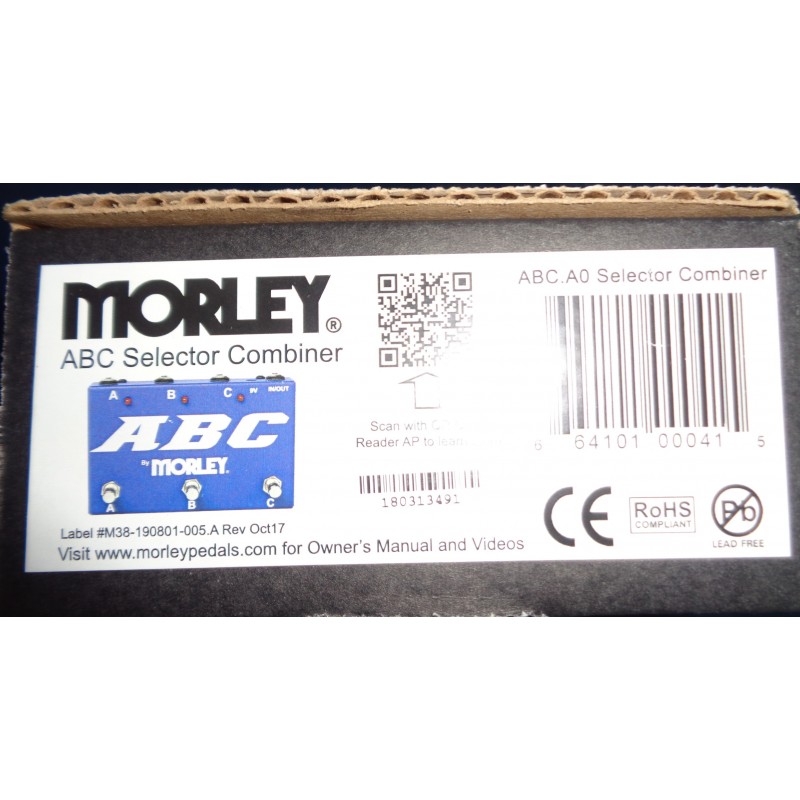 MORLEY®
ABC Selector Combiner
A B C 9V IN/OUT
ABC
By MORLEY®
A B C
Label #M38-190801-005.A Rev Oct17
Visit www.morleypedals.com for Owner's Manual and Videos
Scan with
Reader AP to
180313491
ABC.A0 Selector Combiner
6 64101 00041 5
CE
RoHS
COMPLIANT
Pb
LEAD FREE